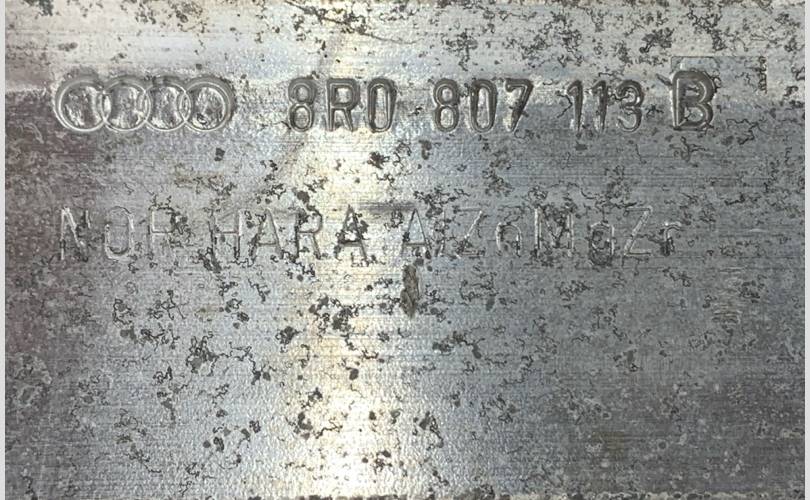 8R0 807 113 B
NOR HARA AlZnMgZr